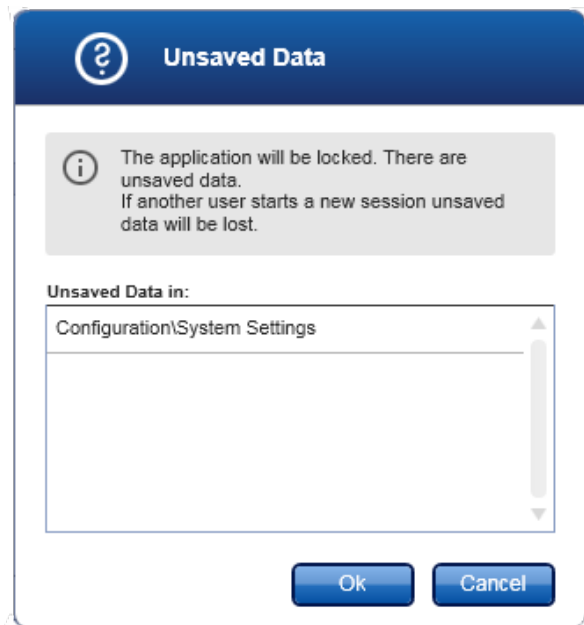 Unsaved Data
The application will be locked. There are
unsaved data.
If another user starts a new session unsaved
data will be lost.
Unsaved Data in:
Configuration\System Settings
Ok
Cancel